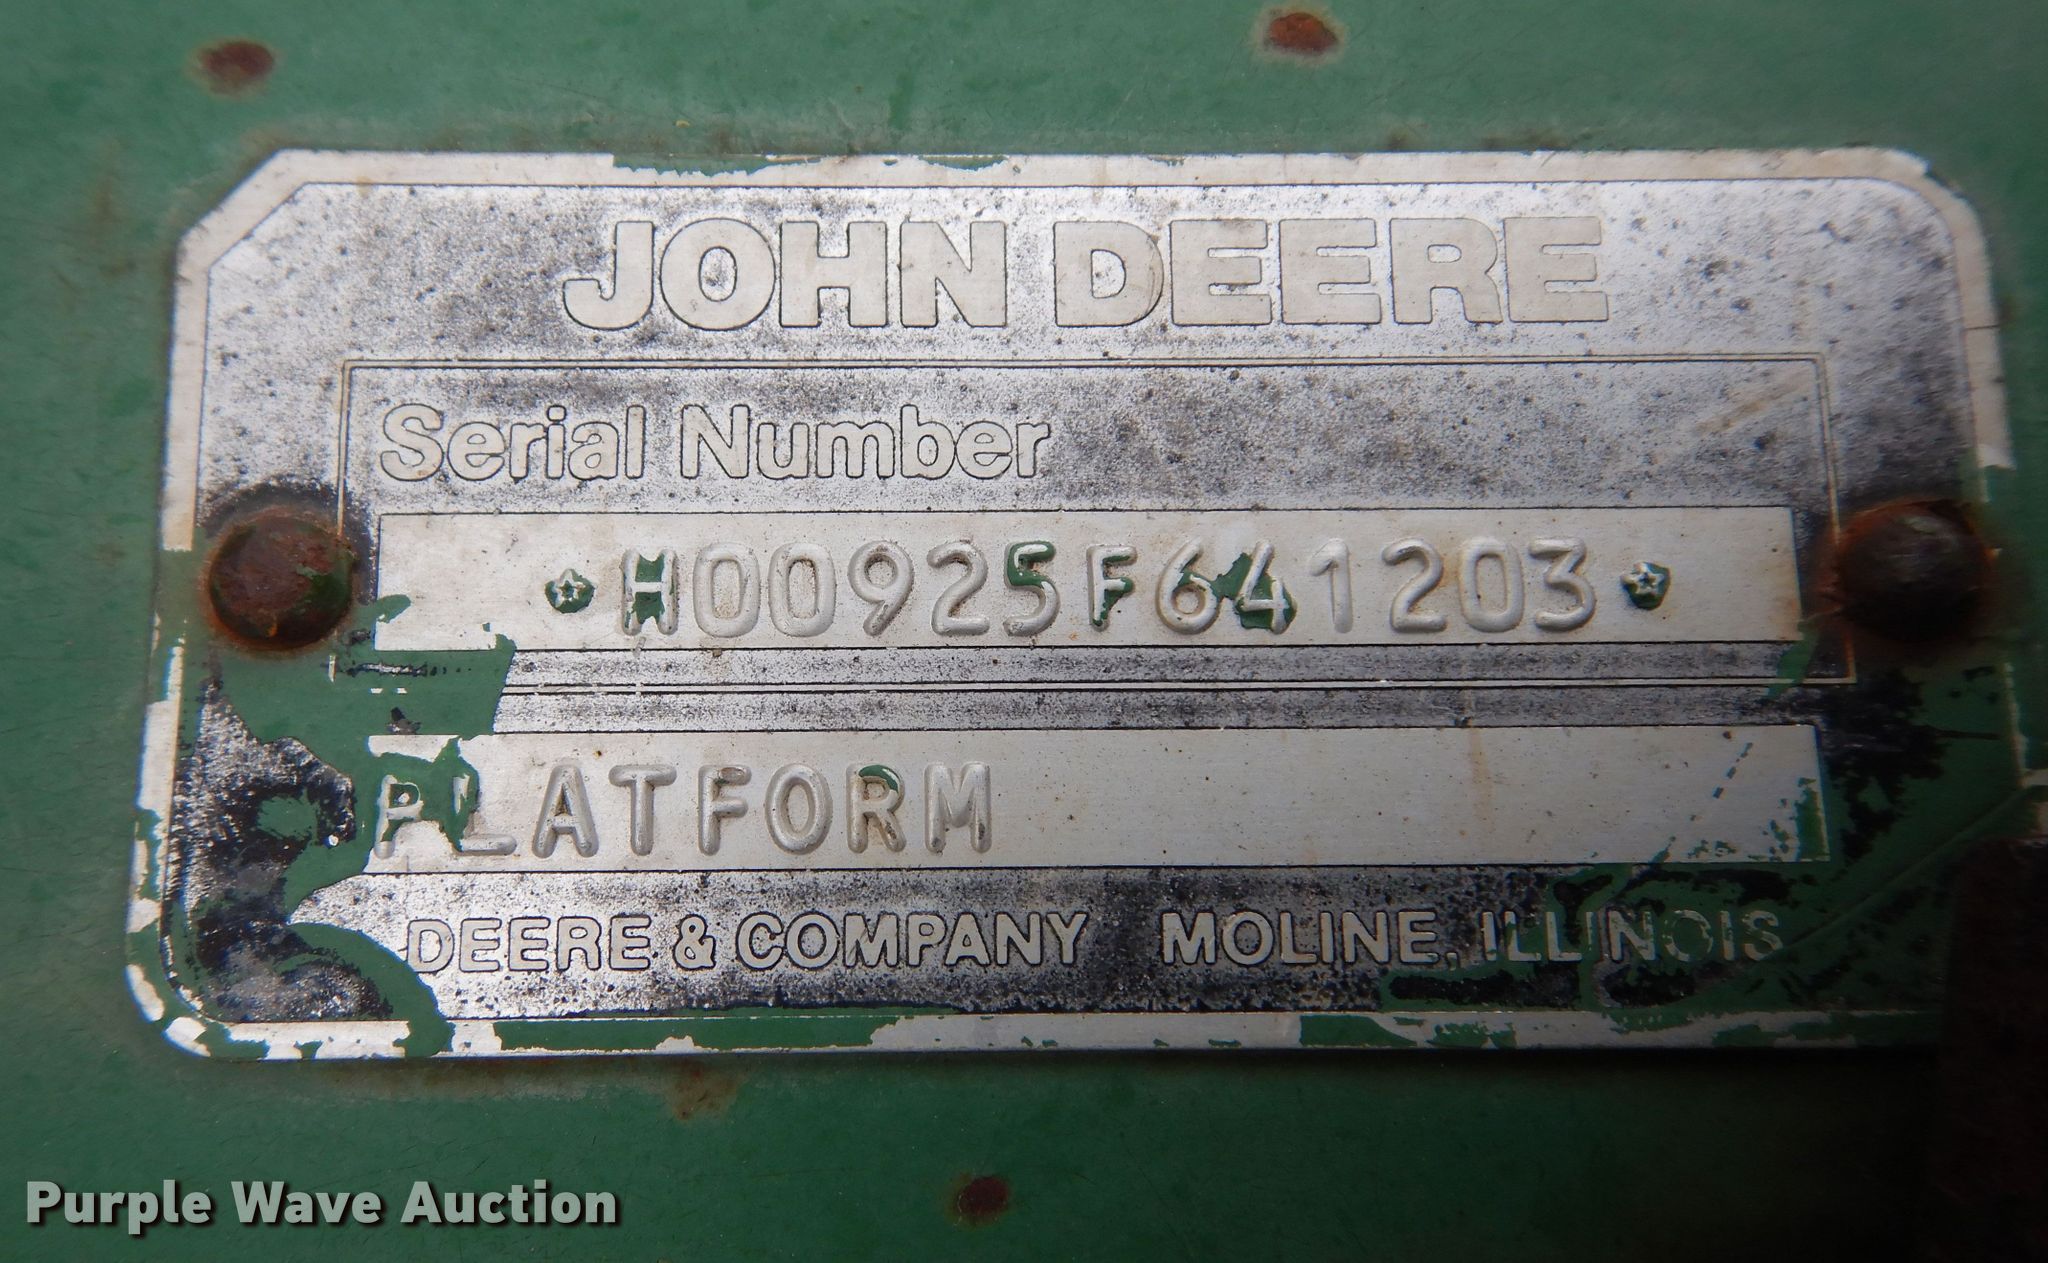 JOHN DEERE
Serial Number
☆H00925F641203☆
PLATFORM
DEERE & COMPANY MOLINE, ILLINOIS
Purple Wave Auction